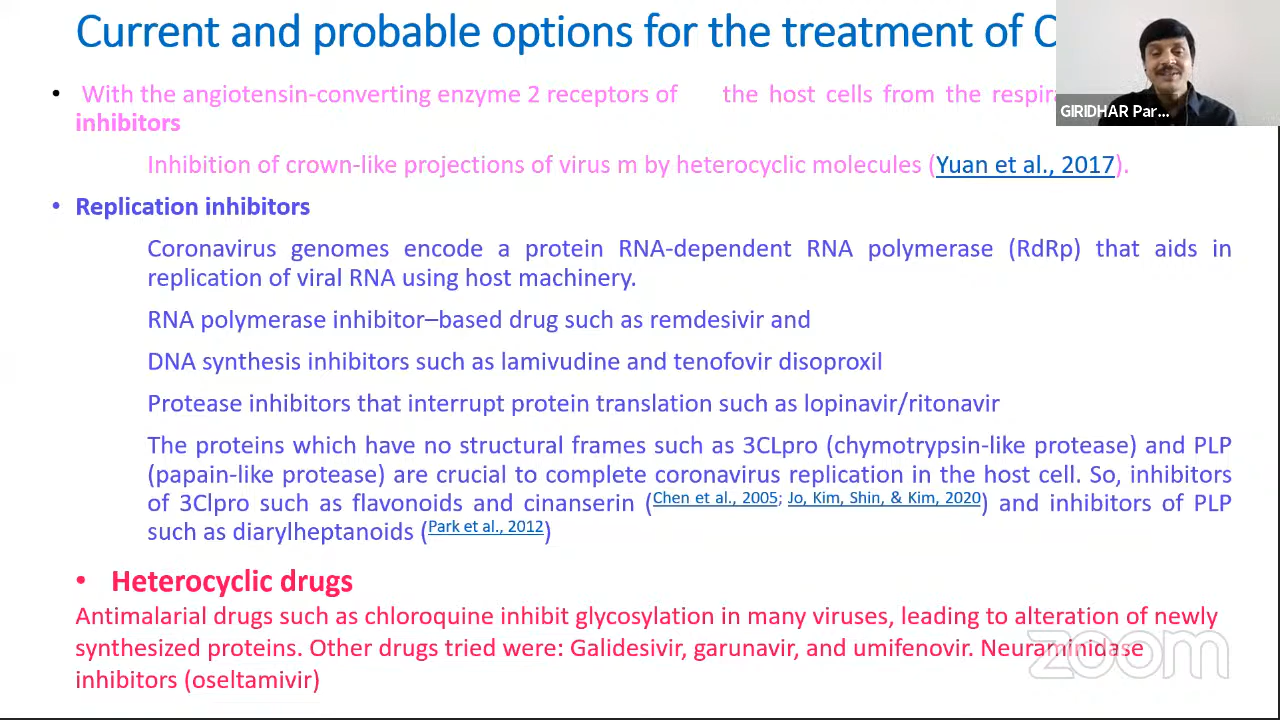 Current and probable options for the treatment of C
• With the angiotensin-converting enzyme 2 receptors of the host cells from the respira
GIRIDHAR Par...
inhibitors
Inhibition of crown-like projections of virus m by heterocyclic molecules (Yuan et al., 2017).
• Replication inhibitors
Coronavirus genomes encode a protein RNA-dependent RNA polymerase (RdRp) that aids in
replication of viral RNA using host machinery.
RNA polymerase inhibitor–based drug such as remdesivir and
DNA synthesis inhibitors such as lamivudine and tenofovir disoproxil
Protease inhibitors that interrupt protein translation such as lopinavir/ritonavir
The proteins which have no structural frames such as 3CLpro (chymotrypsin-like protease) and PLP
(papain-like protease) are crucial to complete coronavirus replication in the host cell. So, inhibitors
of 3Clpro such as flavonoids and cinanserin (Chen et al., 2005; Jo, Kim, Shin, & Kim, 2020) and inhibitors of PLP
such as diarylheptanoids (Park et al., 2012)
• Heterocyclic drugs
Antimalarial drugs such as chloroquine inhibit glycosylation in many viruses, leading to alteration of newly
synthesized proteins. Other drugs tried were: Galidesivir, garunavir, and umifenovir. Neuraminidase
inhibitors (oseltamivir)
zoom